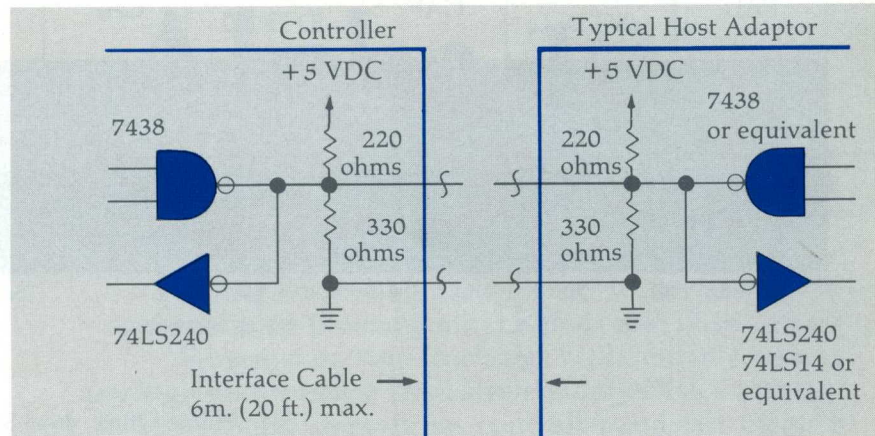 Controller
Typical Host Adaptor
+5 VDC
+5 VDC
7438
7438
or equivalent
220
ohms
220
ohms
330
ohms
330
ohms
74LS240
74LS240
74LS14 or
equivalent
Interface Cable
6m. (20 ft.) max.